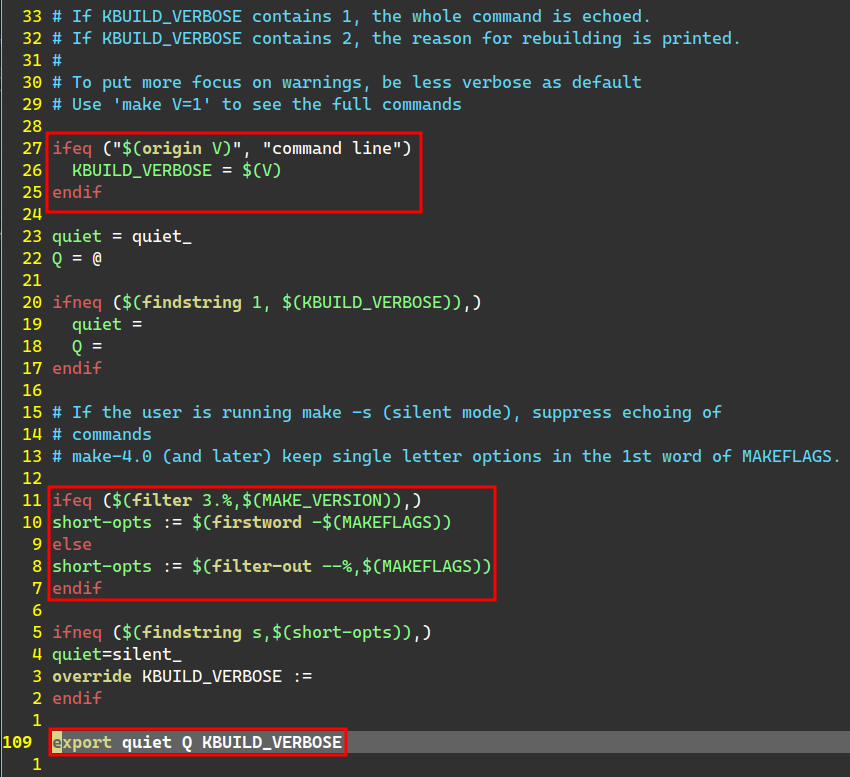 33 # If KBUILD_VERBOSE contains 1, the whole command is echoed.
32 # If KBUILD_VERBOSE contains 2, the reason for rebuilding is printed.
31 #
30 # To put more focus on warnings, be less verbose as default
29 # Use 'make V=1' to see the full commands
28
27 ifeq ("$(origin V)", "command line")
26   KBUILD_VERBOSE = $(V)
25 endif
24
23 quiet = quiet_
22 Q = @
21
20 ifneq ($(findstring 1, $(KBUILD_VERBOSE)),)
19   quiet =
18   Q =
17 endif
16
15 # If the user is running make -s (silent mode), suppress echoing of
14 # commands
13 # make-4.0 (and later) keep single letter options in the 1st word of MAKEFLAGS.
12
11 ifeq ($(filter 3.%,$(MAKE_VERSION)),)
10 short-opts := $(firstword -$(MAKEFLAGS))
9 else
8 short-opts := $(filter-out --%,$(MAKEFLAGS))
7 endif
6
5 ifneq ($(findstring s,$(short-opts)),)
4 quiet=silent_
3 override KBUILD_VERBOSE :=
2 endif
1
109 export quiet Q KBUILD_VERBOSE
1